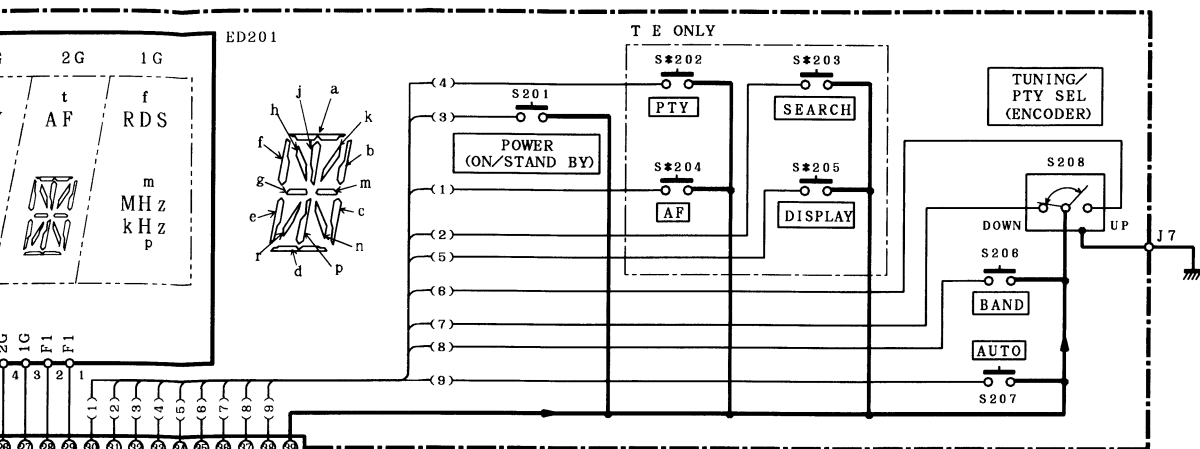 T E ONLY
ED201
2G 1G
t f
AF RDS
m
MHz
kHz
p
j a
h k
f b
g m
e c
r n
d p
S*202
PTY
S*203
SEARCH
S201
POWER
(ON/STAND BY)
S*204
AF
S*205
DISPLAY
TUNING/
PTY SEL
(ENCODER)
S208
DOWN UP
J7
S206
BAND
AUTO
S207
(4)
(3)
(1)
(2)
(5)
(6)
(7)
(8)
(9)
2G 1G F1 F1
4 3 2 1
(1) (2) (3) (4) (5) (6) (7) (8) (9)